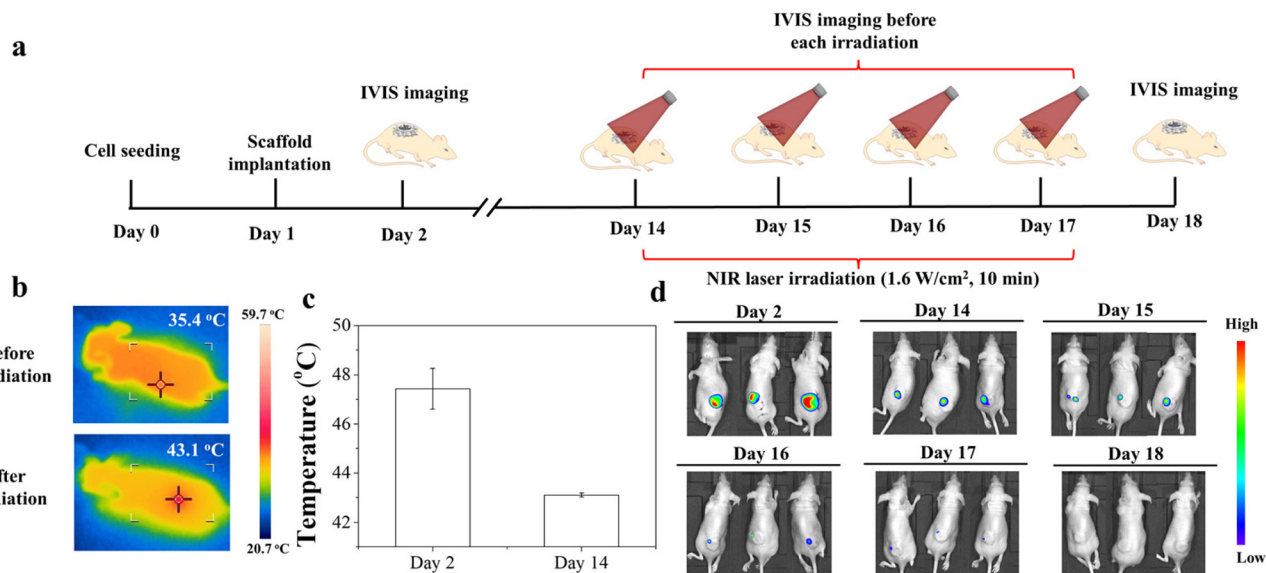 a
IVIS imaging before
each irradiation
IVIS imaging
IVIS imaging
Cell seeding
Scaffold
implantation
Day 0
Day 1
Day 2
Day 14
Day 15
Day 16
Day 17
Day 18
NIR laser irradiation (1.6 W/cm², 10 min)
b
35.4 °C
59.7 °C
43.1 °C
20.7 °C
c
Temperature (°C)
50
48
46
44
42
Day 2
Day 14
d
Day 2
Day 14
Day 15
High
Day 16
Day 17
Day 18
Low